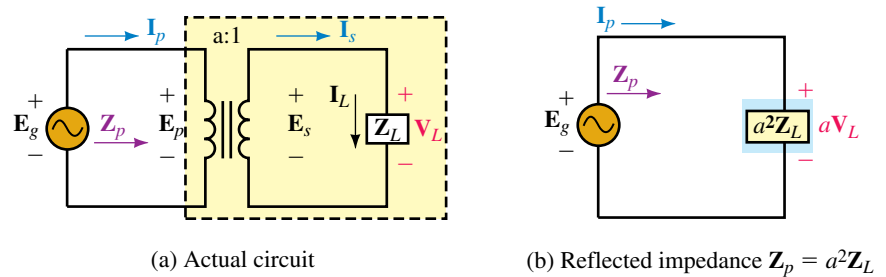 I_p a:1 I_s
+ + + I_L +
E_g Z_p E_p E_s Z_L V_L
− − − −
(a) Actual circuit
I_p
Z_p
+ +
E_g a²Z_L aV_L
− −
(b) Reflected impedance Z_p = a²Z_L